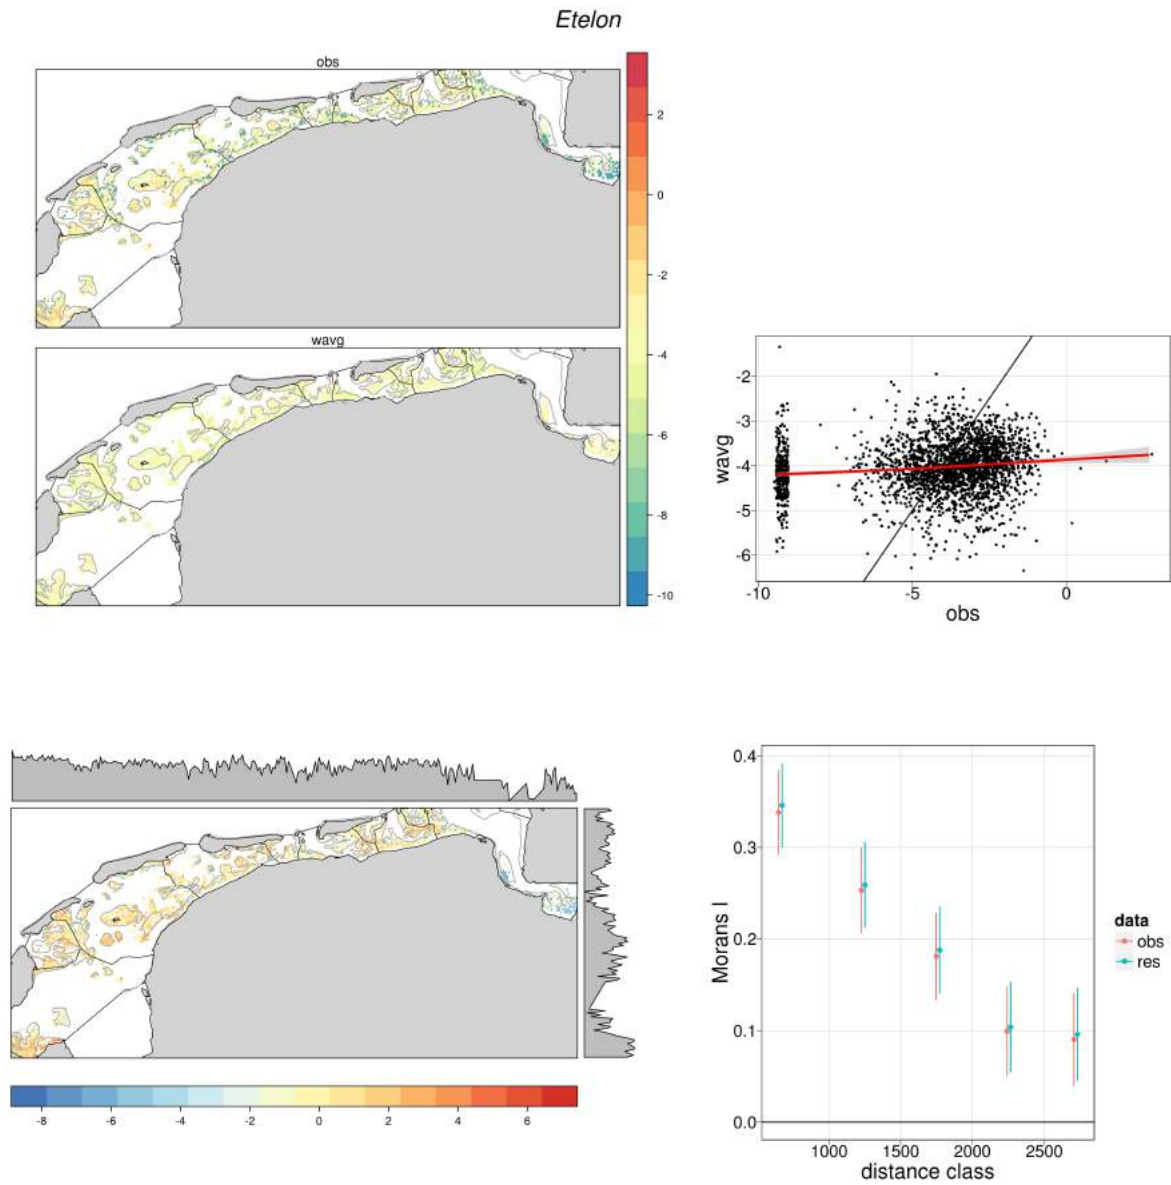 Etelon
obs
2
0
-2
-4
-6
-8
-10
wavg
-2
-3
-4
-5
-6
wavg
-10 -5 0
obs
-8 -6 -4 -2 0 2 4 6
0.4
0.3
0.2
0.1
0.0
Morans I
1000 1500 2000 2500
distance class
data
obs
res